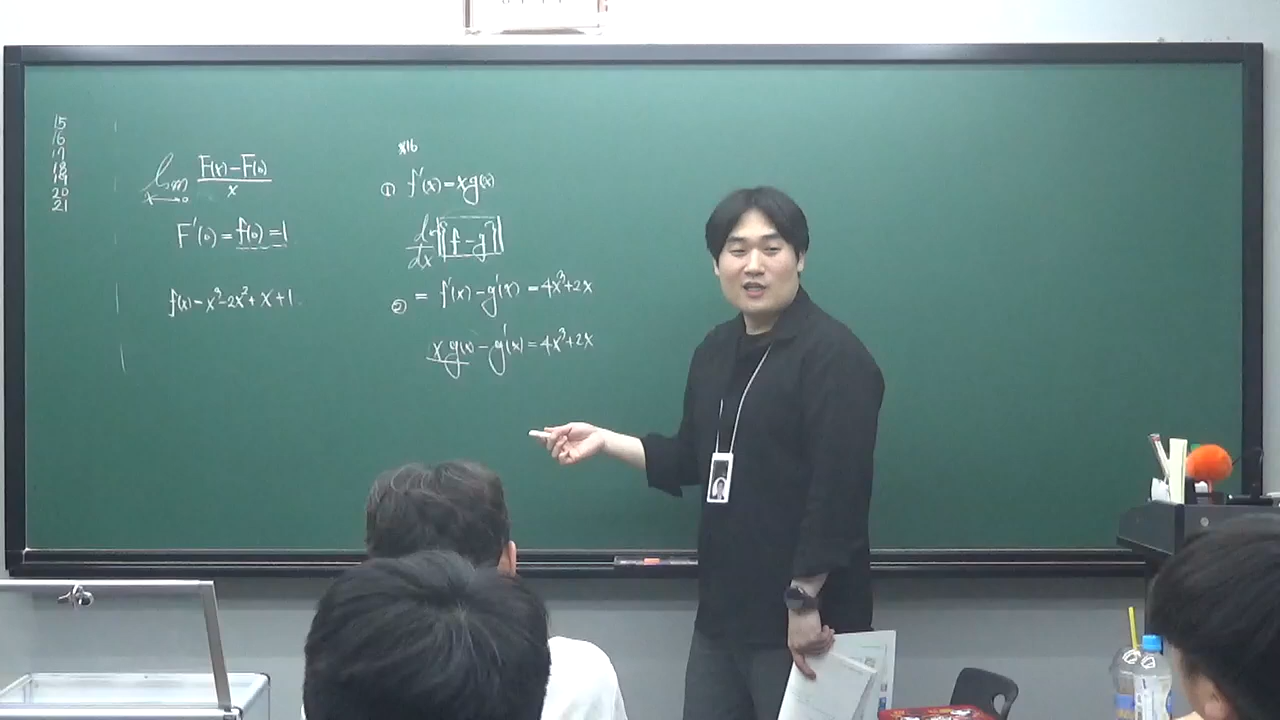 15
16
17
18
19
20
21
lim x→0 F(x)-F(0) / x
F'(0) = f(0) = 1
f(x) = x³-2x²+x+1
*16
① f'(x) = xg(x)
d/dx {f-g}
② = f'(x)-g'(x) = 4x³+2x
xg(x)-g'(x) = 4x³+2x